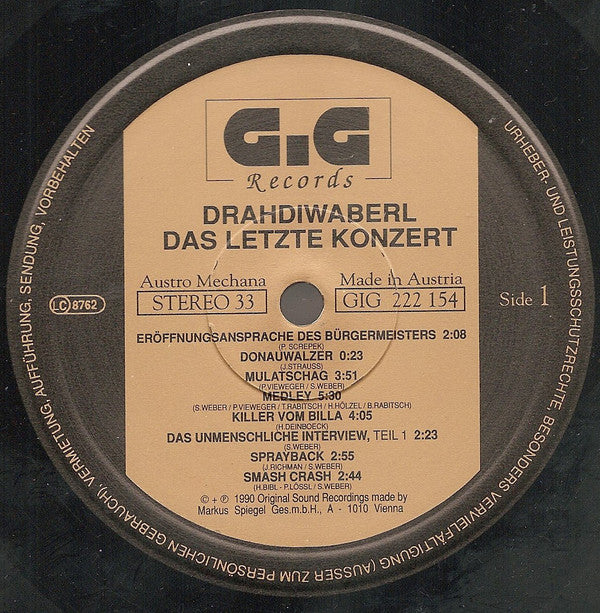 GiG
Records
DRAHDIWABERL
DAS LETZTE KONZERT
Austro Mechana
STEREO 33
Made in Austria
GIG 222 154
Side 1
LC 8762
ERÖFFNUNGSANSPRACHE DES BÜRGERMEISTERS 2:08
(P. SCREPEK)
DONAUWALZER 0:23
(J.STRAUSS)
MULATSCHAG 3:51
(P.VIEWEGER / S.WEBER)
MEDLEY 5:30
(S.WEBER / P.VIEWEGER / T.RABITSCH / H.HÖLZEL / B.RABITSCH)
KILLER VOM BILLA 4:05
(H.DEINBOECK)
DAS UNMENSCHLICHE INTERVIEW, TEIL 1 2:23
(S.WEBER)
SPRAYBACK 2:55
(J.RICHMAN / S.WEBER)
SMASH CRASH 2:44
(H.BIBL - P.LÖSSL / S.WEBER)
© + ℗ 1990 Original Sound Recordings made by
Markus Spiegel Ges.m.b.H., A - 1010 Vienna
URHEBER- UND LEISTUNGSSCHUTZRECHTE, BESONDERS VERVIELFÄLTIGUNG (AUSSER ZUM PERSÖNLICHEN GEBRAUCH), VERMIETUNG, AUFFÜHRUNG, SENDUNG, VORBEHALTEN